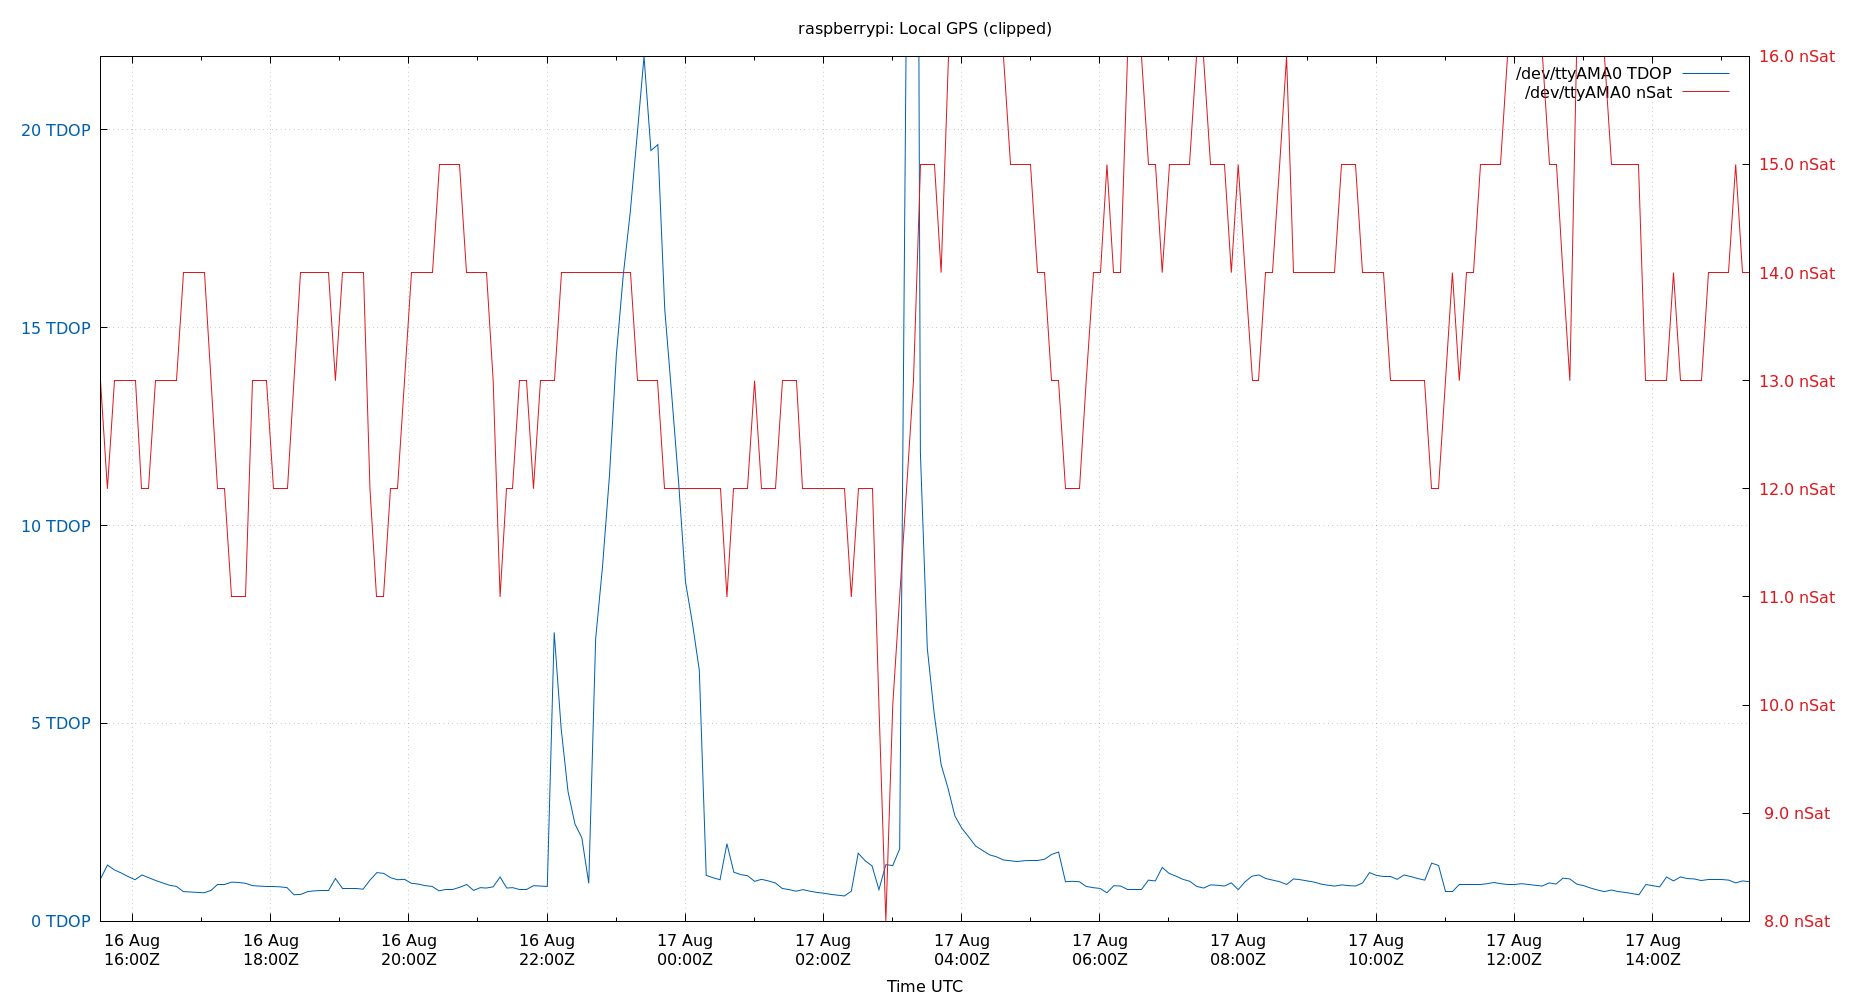 raspberrypi: Local GPS (clipped)
/dev/ttyAMA0 TDOP
/dev/ttyAMA0 nSat
20 TDOP
15 TDOP
10 TDOP
5 TDOP
0 TDOP
16.0 nSat
15.0 nSat
14.0 nSat
13.0 nSat
12.0 nSat
11.0 nSat
10.0 nSat
9.0 nSat
8.0 nSat
16 Aug
16:00Z
16 Aug
18:00Z
16 Aug
20:00Z
16 Aug
22:00Z
17 Aug
00:00Z
17 Aug
02:00Z
17 Aug
04:00Z
17 Aug
06:00Z
17 Aug
08:00Z
17 Aug
10:00Z
17 Aug
12:00Z
17 Aug
14:00Z
Time UTC